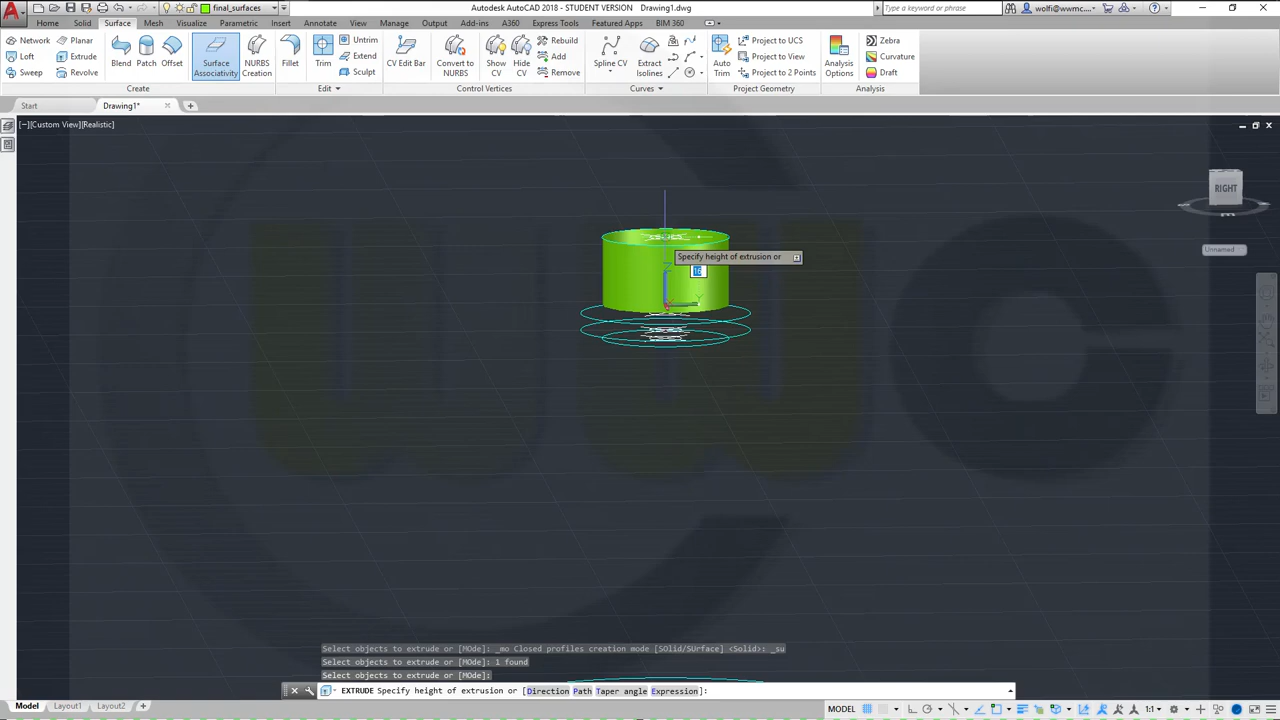 final_surfaces
Autodesk AutoCAD 2018 - STUDENT VERSION Drawing1.dwg
Type a keyword or phrase
wolfi@wwmc...
Home Solid Surface Mesh Visualize Parametric Insert Annotate View Manage Output Add-ins A360 Express Tools Featured Apps BIM 360
Network Planar Untrim Rebuild Project to UCS Zebra
Loft Extrude Extend Add Project to View Curvature
Sweep Revolve Sculpt Remove Project to 2 Points Draft
Blend Patch Offset Surface Associativity NURBS Creation Fillet Trim CV Edit Bar Convert to NURBS Show CV Hide CV Spline CV Extract Isolines Auto Trim Analysis Options
Create Edit Control Vertices Curves Project Geometry Analysis
Start Drawing1*
[−][Custom View][Realistic]
RIGHT
Unnamed
Specify height of extrusion or
Z
Y
Select objects to extrude or [MOde]: _mo Closed profiles creation mode [SOlid/SUrface] <Solid>: _su
Select objects to extrude or [MOde]: 1 found
Select objects to extrude or [MOde]:
EXTRUDE Specify height of extrusion or [Direction Path Taper angle Expression]:
Model Layout1 Layout2 +
MODEL 1:1